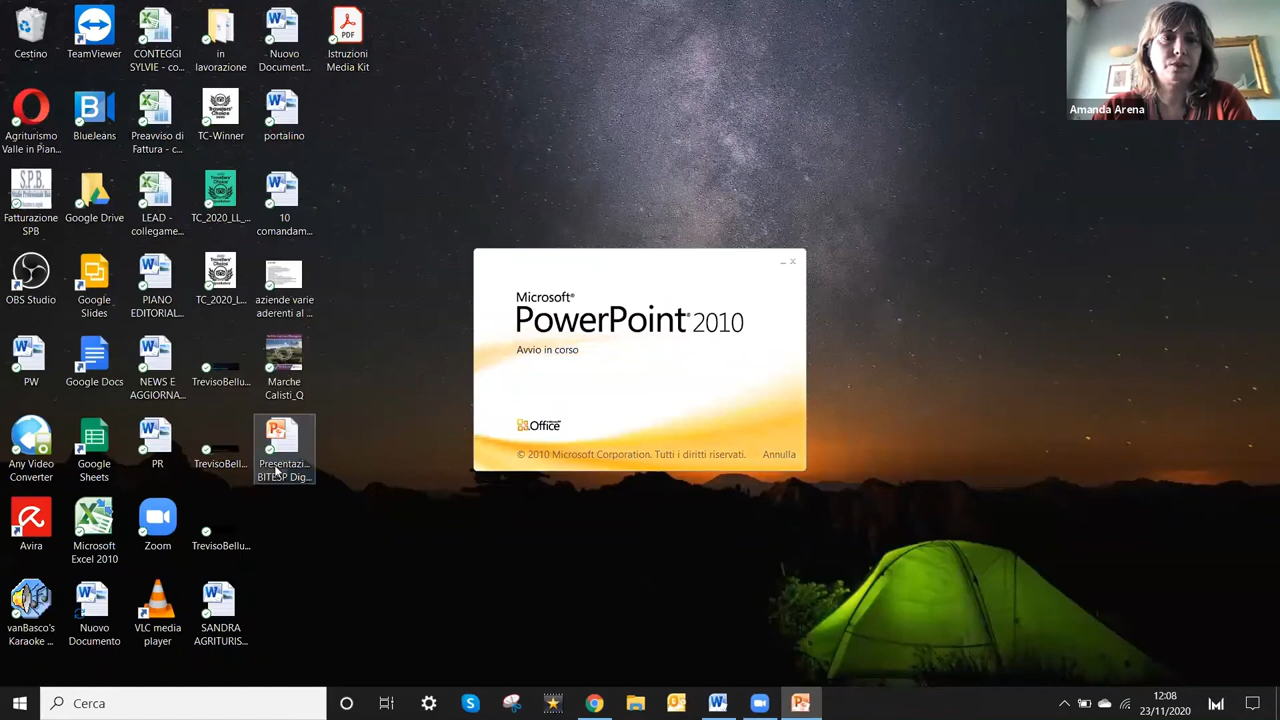 Cestino
TeamViewer
CONTEGGI
SYLVIE - co...
in
lavorazione
Nuovo
Document...
PDF
Istruzioni
Media Kit
Agriturismo
Valle in Pian...
BlueJeans
Preavviso di
Fattura - c...
TC-Winner
portalino
S.P.B.
Fatturazione
SPB
Google Drive
LEAD -
collegame...
TC_2020_LL_...
10
comandam...
OBS Studio
Google
Slides
PIANO
EDITORIAL...
TC_2020_L...
aziende varie
aderenti al ...
PW
Google Docs
NEWS E
AGGIORNA...
TrevisoBellu...
Marche
Calisti_Q
Any Video
Converter
Google
Sheets
PR
TrevisoBell...
Presentazi...
BITESP Dig...
Avira
Microsoft
Excel 2010
Zoom
TrevisoBellu...
vanBasco's
Karaoke ...
Nuovo
Documento
VLC media
player
SANDRA
AGRITURIS...
Microsoft®
PowerPoint® 2010
Avvio in corso
Office
© 2010 Microsoft Corporation. Tutti i diritti riservati.
Annulla
Amanda Arena
Cerca
12:08
23/11/2020